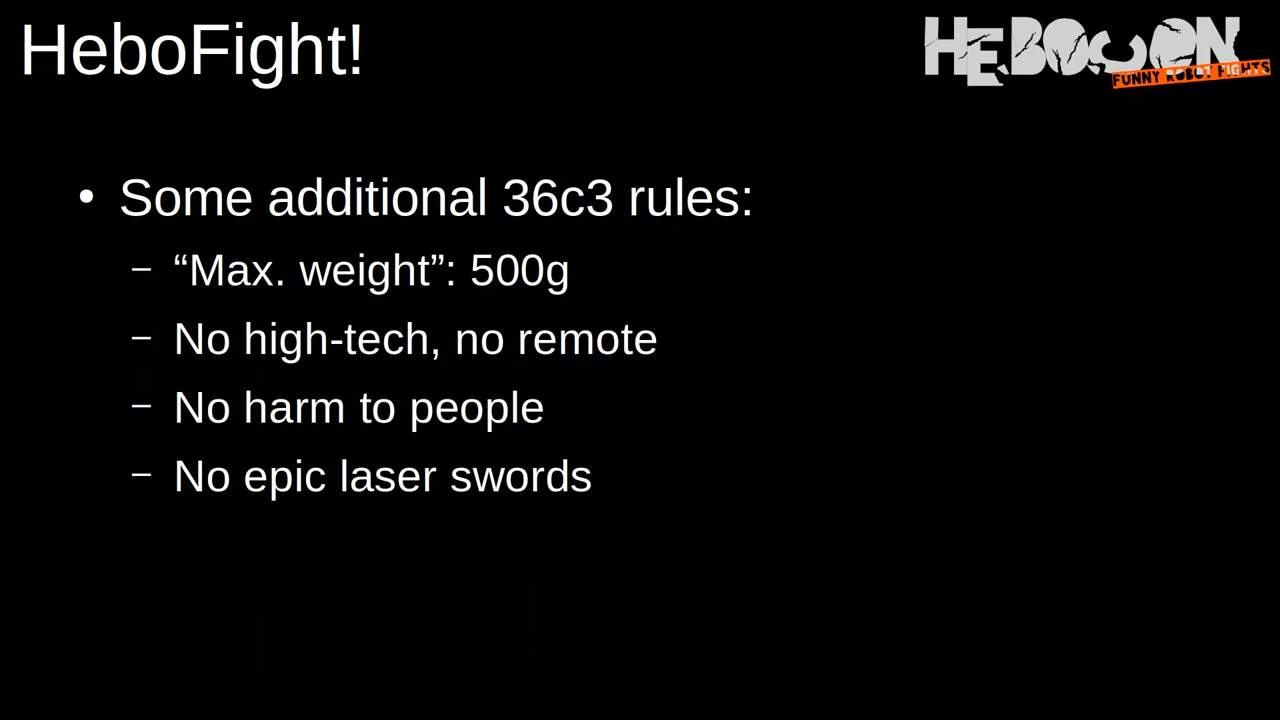 HeboFight!
HEBOCON
FUNNY ROBOT FIGHTS
• Some additional 36c3 rules:
– “Max. weight”: 500g
– No high-tech, no remote
– No harm to people
– No epic laser swords